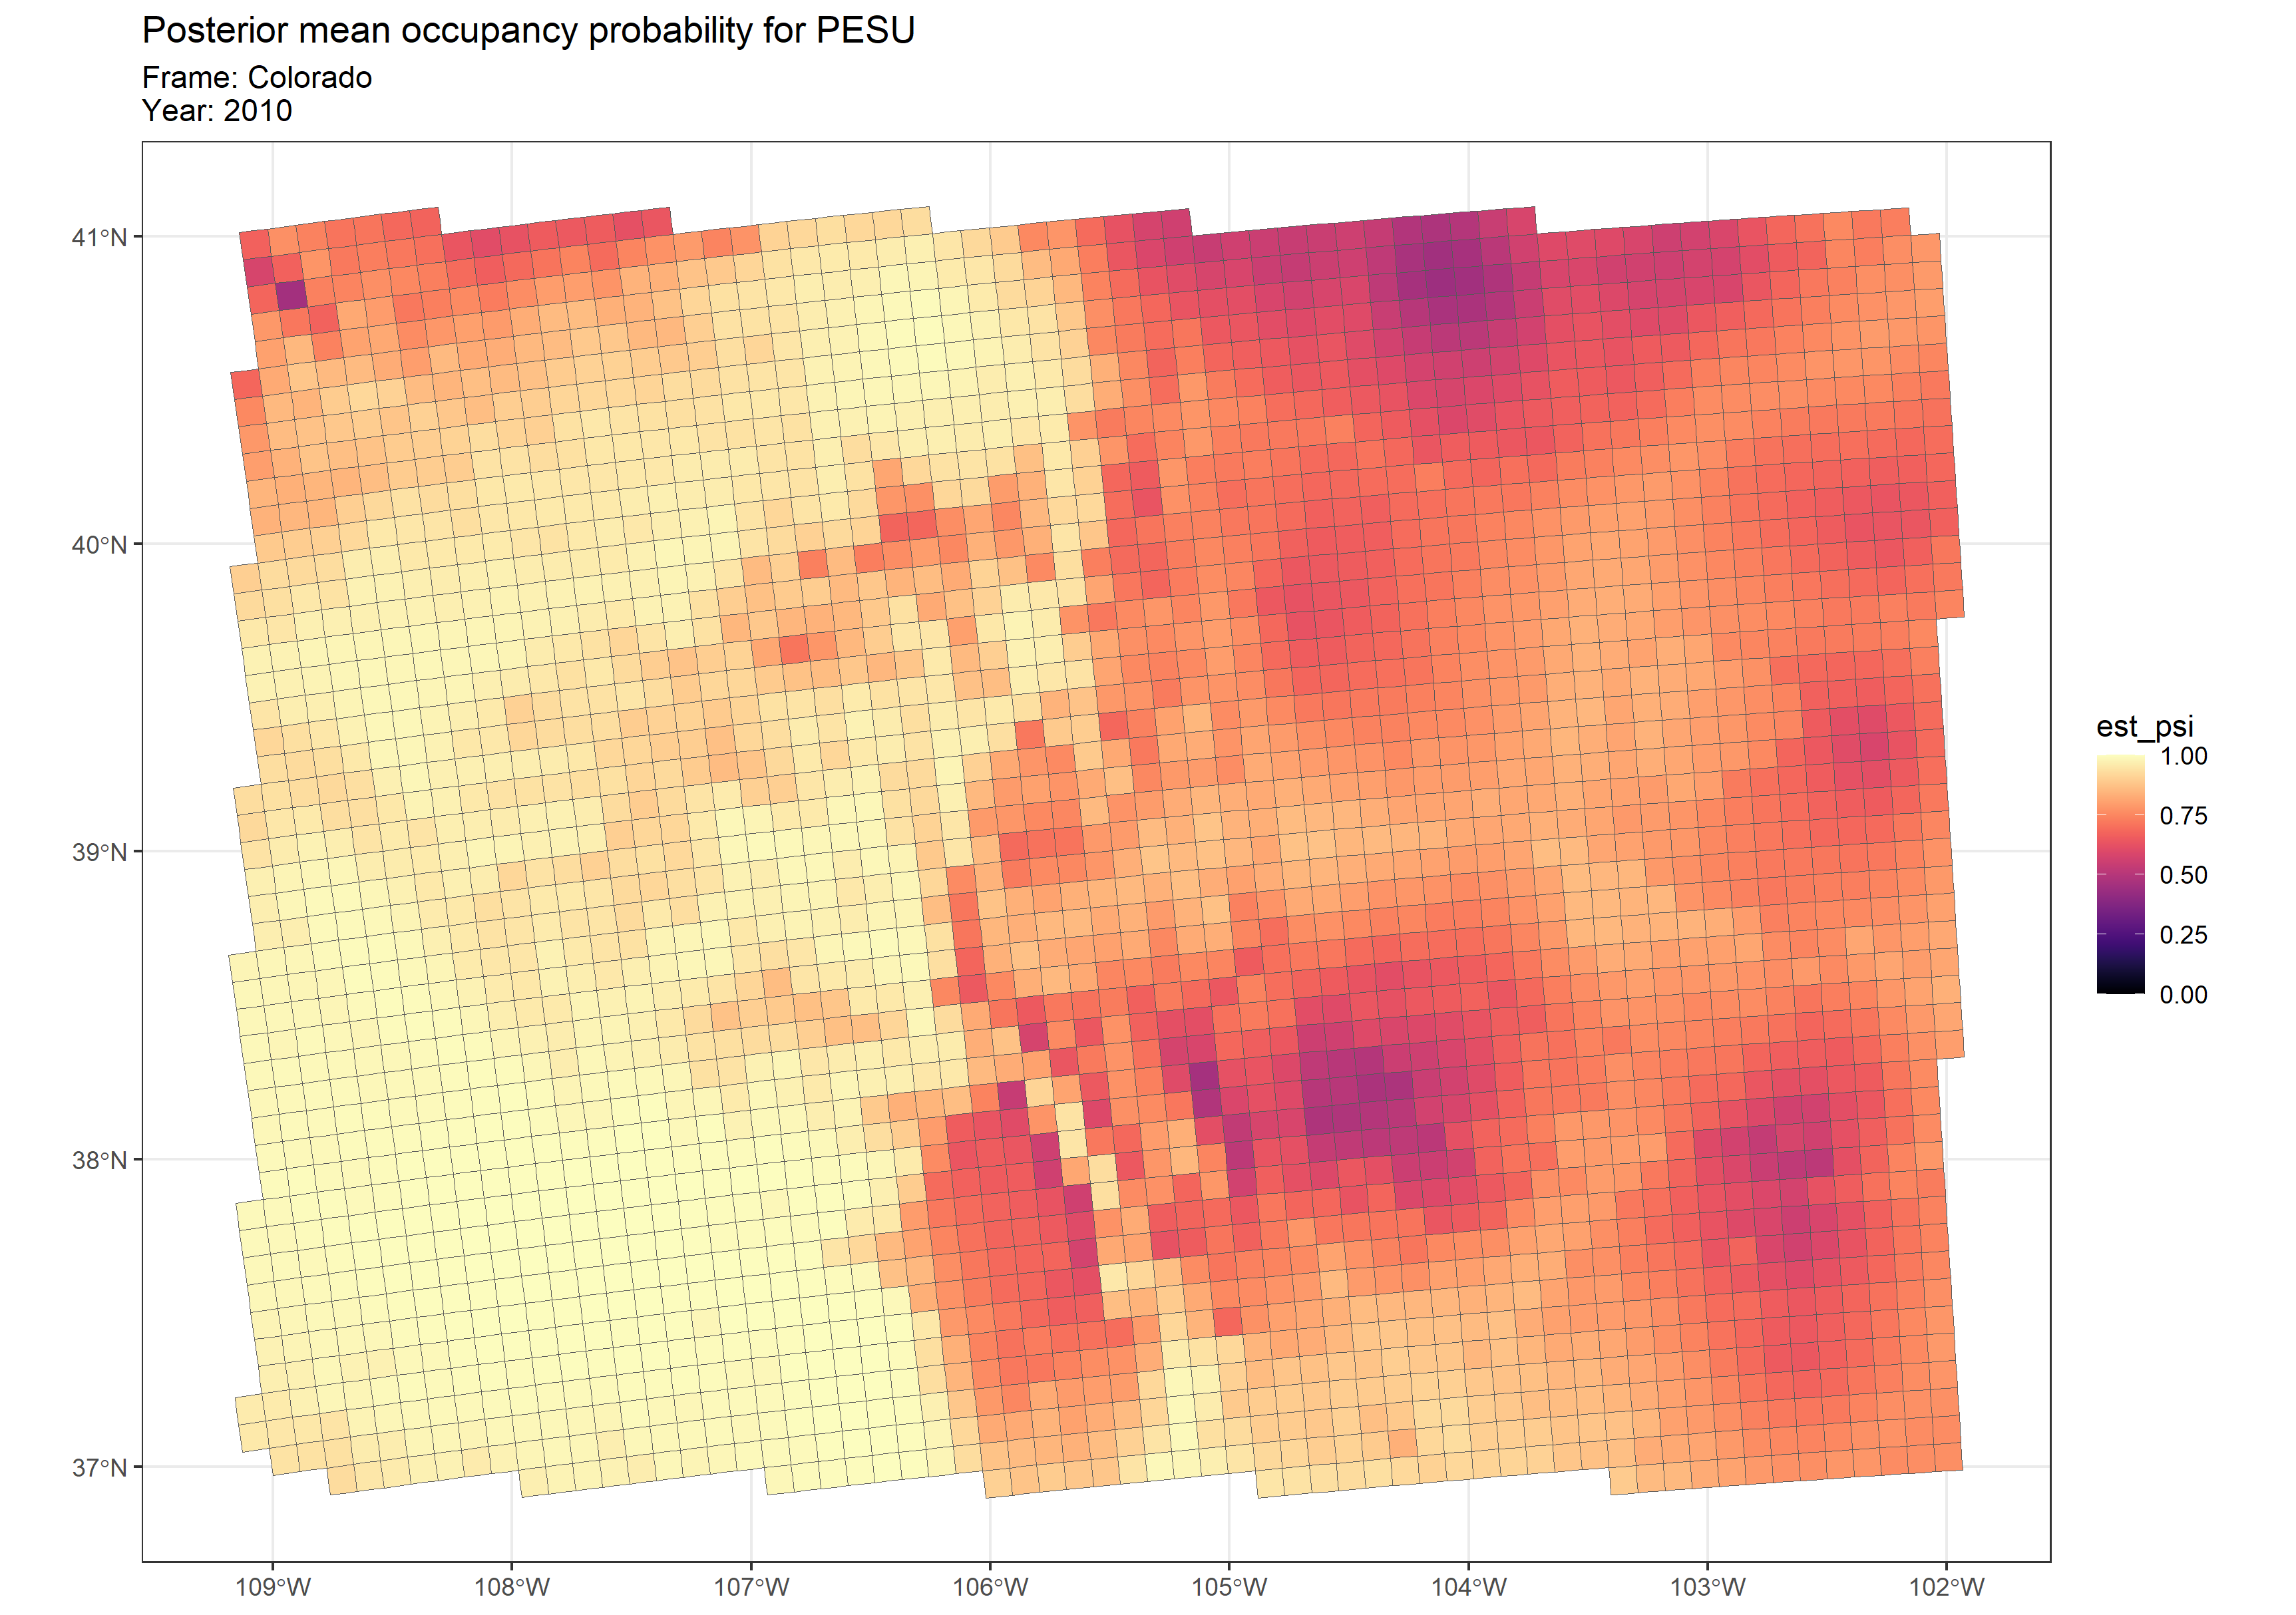 Posterior mean occupancy probability for PESU
Frame: Colorado
Year: 2010
41°N
40°N
39°N
38°N
37°N
109°W
108°W
107°W
106°W
105°W
104°W
103°W
102°W
est_psi
1.00
0.75
0.50
0.25
0.00